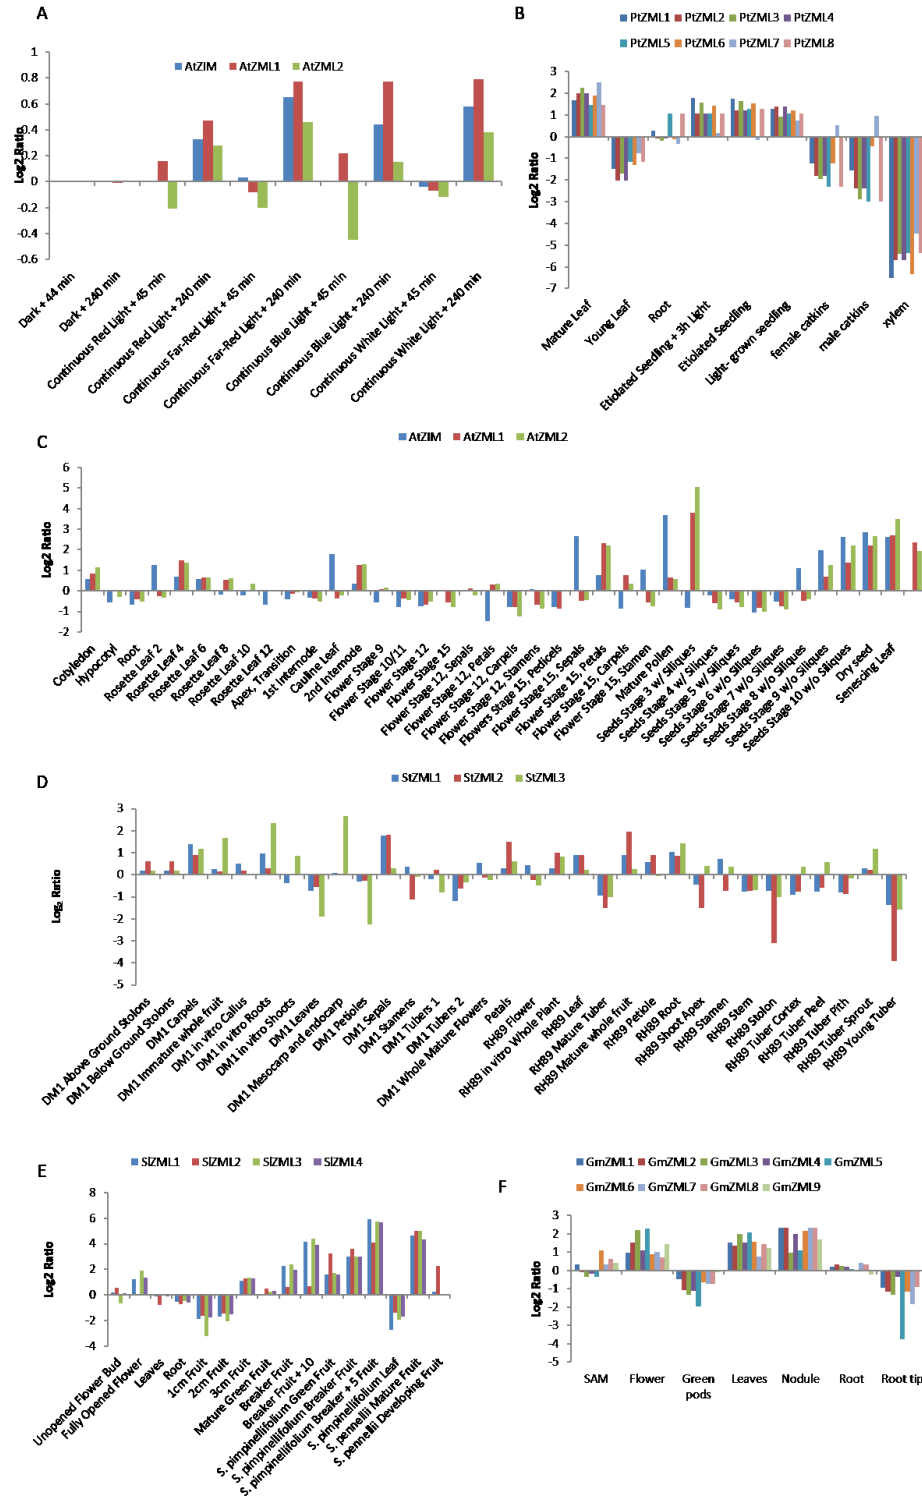 A
AtZIM AtZML1 AtZML2
Log2 Ratio
1
0.8
0.6
0.4
0.2
0
-0.2
-0.4
-0.6
Dark + 44 min
Dark + 240 min
Continuous Red Light + 45 min
Continuous Red Light + 240 min
Continuous Far-Red Light + 45 min
Continuous Far-Red Light + 240 min
Continuous Blue Light + 45 min
Continuous Blue Light + 240 min
Continuous White Light + 45 min
Continuous White Light + 240 min
B
PtZML1 PtZML2 PtZML3 PtZML4
PtZML5 PtZML6 PtZML7 PtZML8
Log2 Ratio
3
2
1
0
-1
-2
-3
-4
-5
-6
-7
Mature Leaf
Young Leaf
Root
Etiolated Seedling + 3h Light
Etiolated Seedling
Light- grown seedling
female catkins
male catkins
xylem
C
AtZIM AtZML1 AtZML2
Log2 Ratio
6
5
4
3
2
1
0
-1
-2
Cotyledon
Hypocotyl
Root
Rosette Leaf 2
Rosette Leaf 4
Rosette Leaf 6
Rosette Leaf 8
Rosette Leaf 10
Rosette Leaf 12
Apex, Transition
1st Internode
Cauline Leaf
2nd Internode
Flower Stage 9
Flower Stage 10/11
Flower Stage 12
Flower Stage 15
Flower Stage 12, Sepals
Flower Stage 12, Petals
Flower Stage 12, Carpels
Flower Stage 12, Stamens
Flowers Stage 15, Pedicels
Flower Stage 15, Sepals
Flower Stage 15, Petals
Flower Stage 15, Carpels
Flower Stage 15, Stamen
Mature Pollen
Seeds Stage 3 w/ Siliques
Seeds Stage 4 w/ Siliques
Seeds Stage 5 w/ Siliques
Seeds Stage 6 w/o Siliques
Seeds Stage 7 w/o Siliques
Seeds Stage 8 w/o Siliques
Seeds Stage 9 w/o Siliques
Seeds Stage 10 w/o Siliques
Dry seed
Senescing Leaf
D
StZML1 StZML2 StZML3
Log2 Ratio
3
2
1
0
-1
-2
-3
-4
-5
DM1 Above Ground Stolons
DM1 Below Ground Stolons
DM1 Carpels
DM1 Immature whole fruit
DM1 in vitro Callus
DM1 in vitro Roots
DM1 in vitro Shoots
DM1 Leaves
DM1 Mesocarp and endocarp
DM1 Petioles
DM1 Sepals
DM1 Stamens
DM1 Tubers 1
DM1 Tubers 2
DM1 Whole Mature Flowers
Petals
RH89 Flower
RH89 in vitro Whole Plant
RH89 Leaf
RH89 Mature Tuber
RH89 Mature whole fruit
RH89 Petiole
RH89 Root
RH89 Shoot Apex
RH89 Stamen
RH89 Stem
RH89 Stolon
RH89 Tuber Cortex
RH89 Tuber Peel
RH89 Tuber Pith
RH89 Tuber Sprout
RH89 Young Tuber
E
SlZML1 SlZML2 SlZML3 SlZML4
Log2 Ratio
8
6
4
2
0
-2
-4
Unopened Flower Bud
Fully Opened Flower
Leaves
Root
1cm Fruit
2cm Fruit
3cm Fruit
Mature Green Fruit
Breaker Fruit
Breaker Fruit + 10
S. pimpinellifolium Green Fruit
S. pimpinellifolium Breaker Fruit
S. pimpinellifolium Breaker + 5 Fruit
S. pimpinellifolium Leaf
S. pennellii Mature Fruit
S. pennellii Developing Fruit
F
GmZML1 GmZML2 GmZML3 GmZML4 GmZML5
GmZML6 GmZML7 GmZML8 GmZML9
Log2 Ratio
3
2
1
0
-1
-2
-3
-4
-5
SAM Flower Green pods Leaves Nodule Root Root tip